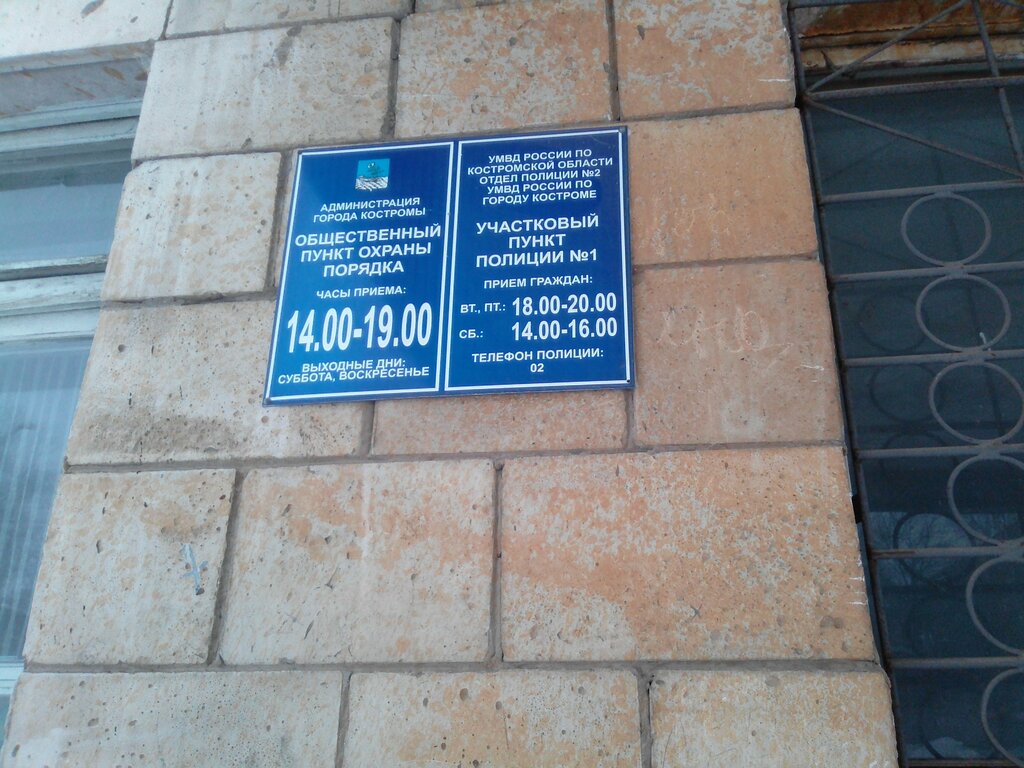 АДМИНИСТРАЦИЯ
ГОРОДА КОСТРОМЫ
ОБЩЕСТВЕННЫЙ
ПУНКТ ОХРАНЫ
ПОРЯДКА
ЧАСЫ ПРИЕМА:
14.00-19.00
ВЫХОДНЫЕ ДНИ:
СУББОТА, ВОСКРЕСЕНЬЕ
УМВД РОССИИ ПО
КОСТРОМСКОЙ ОБЛАСТИ
ОТДЕЛ ПОЛИЦИИ №2
УМВД РОССИИ ПО
ГОРОДУ КОСТРОМЕ
УЧАСТКОВЫЙ
ПУНКТ
ПОЛИЦИИ №1
ПРИЕМ ГРАЖДАН:
ВТ., ПТ.: 18.00-20.00
СБ.: 14.00-16.00
ТЕЛЕФОН ПОЛИЦИИ:
02